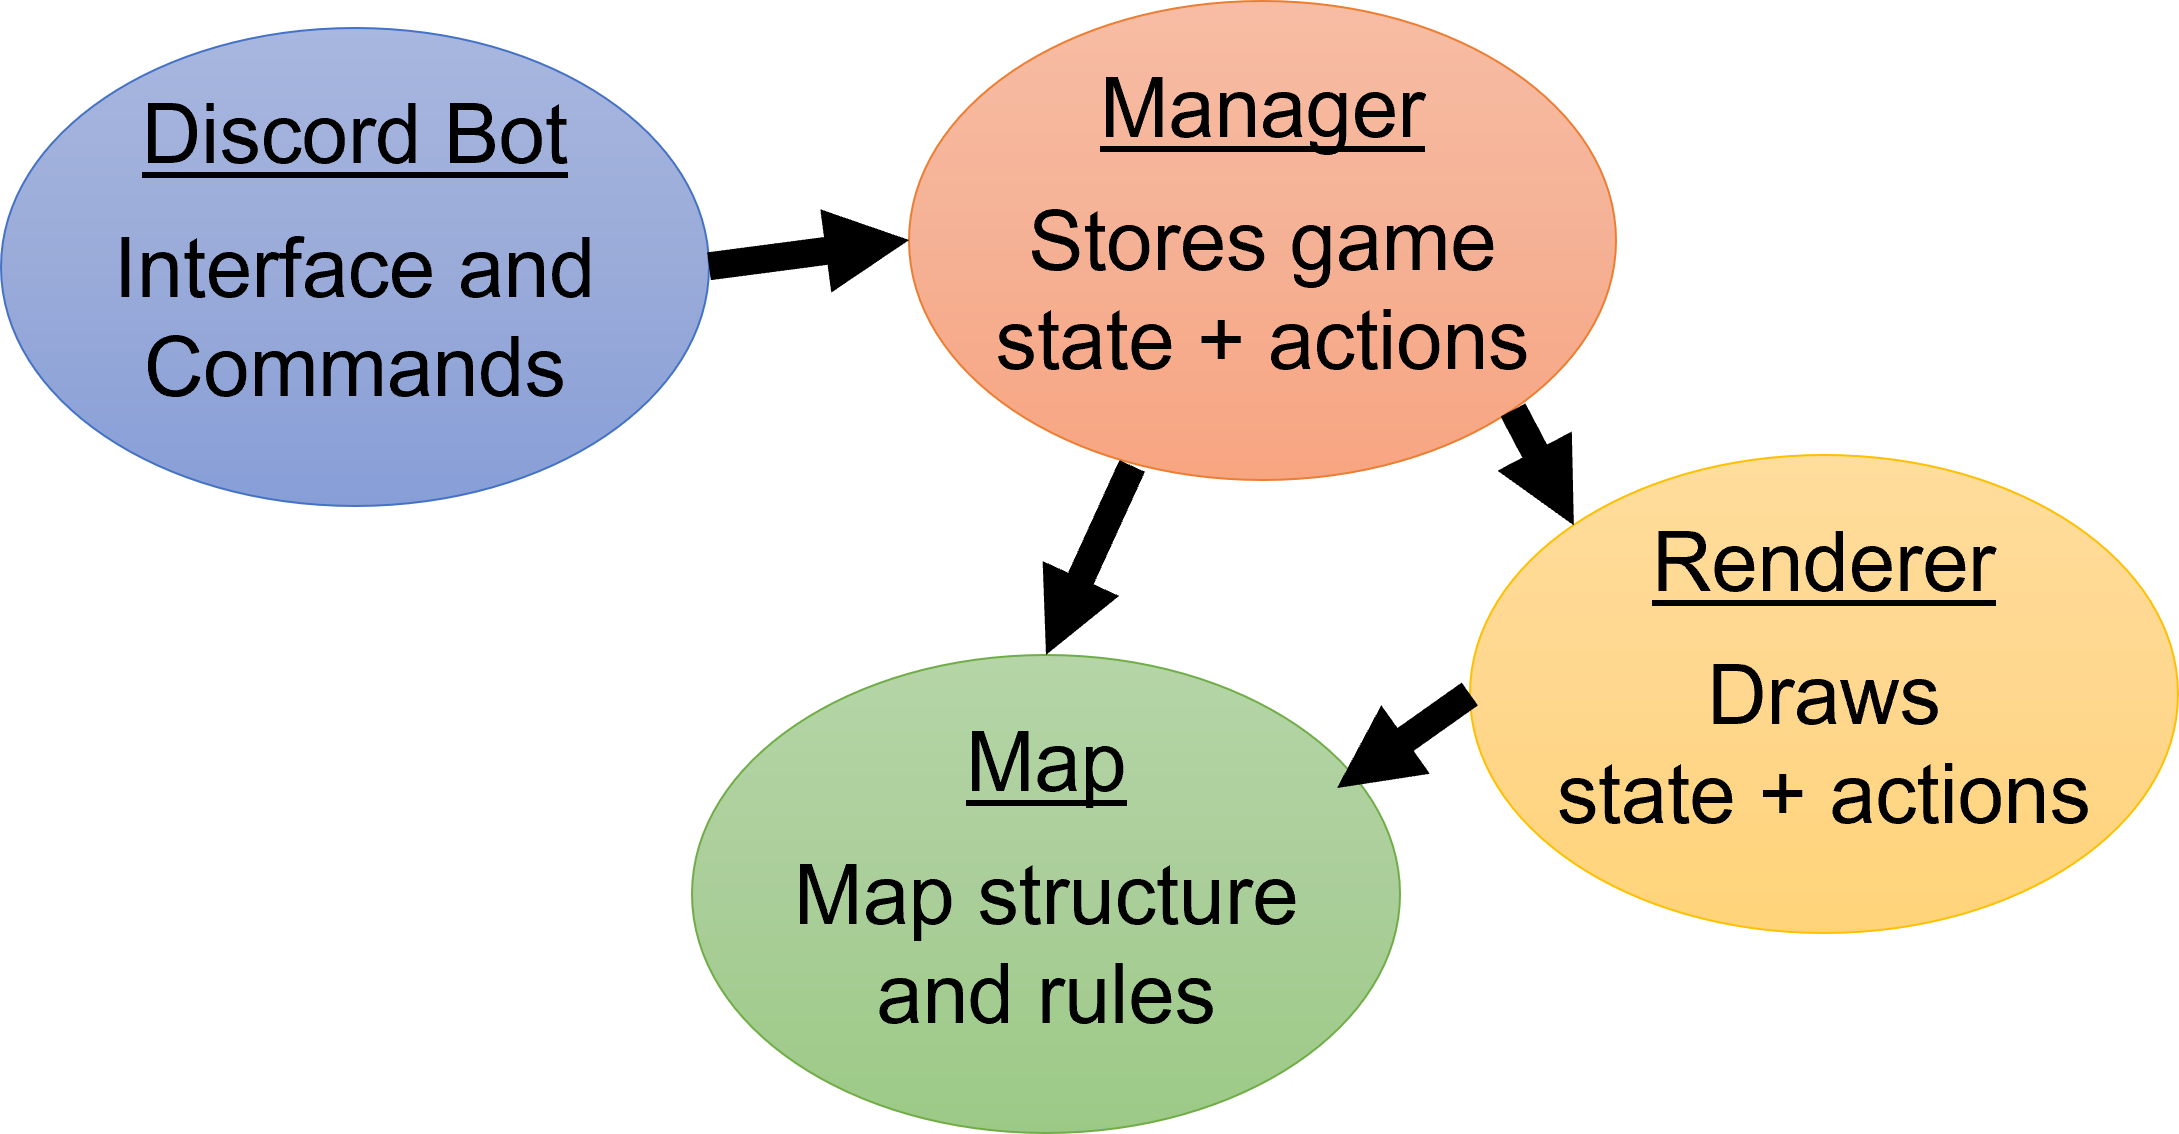 Discord Bot
Interface and
Commands
Manager
Stores game
state + actions
Renderer
Draws
state + actions
Map
Map structure
and rules